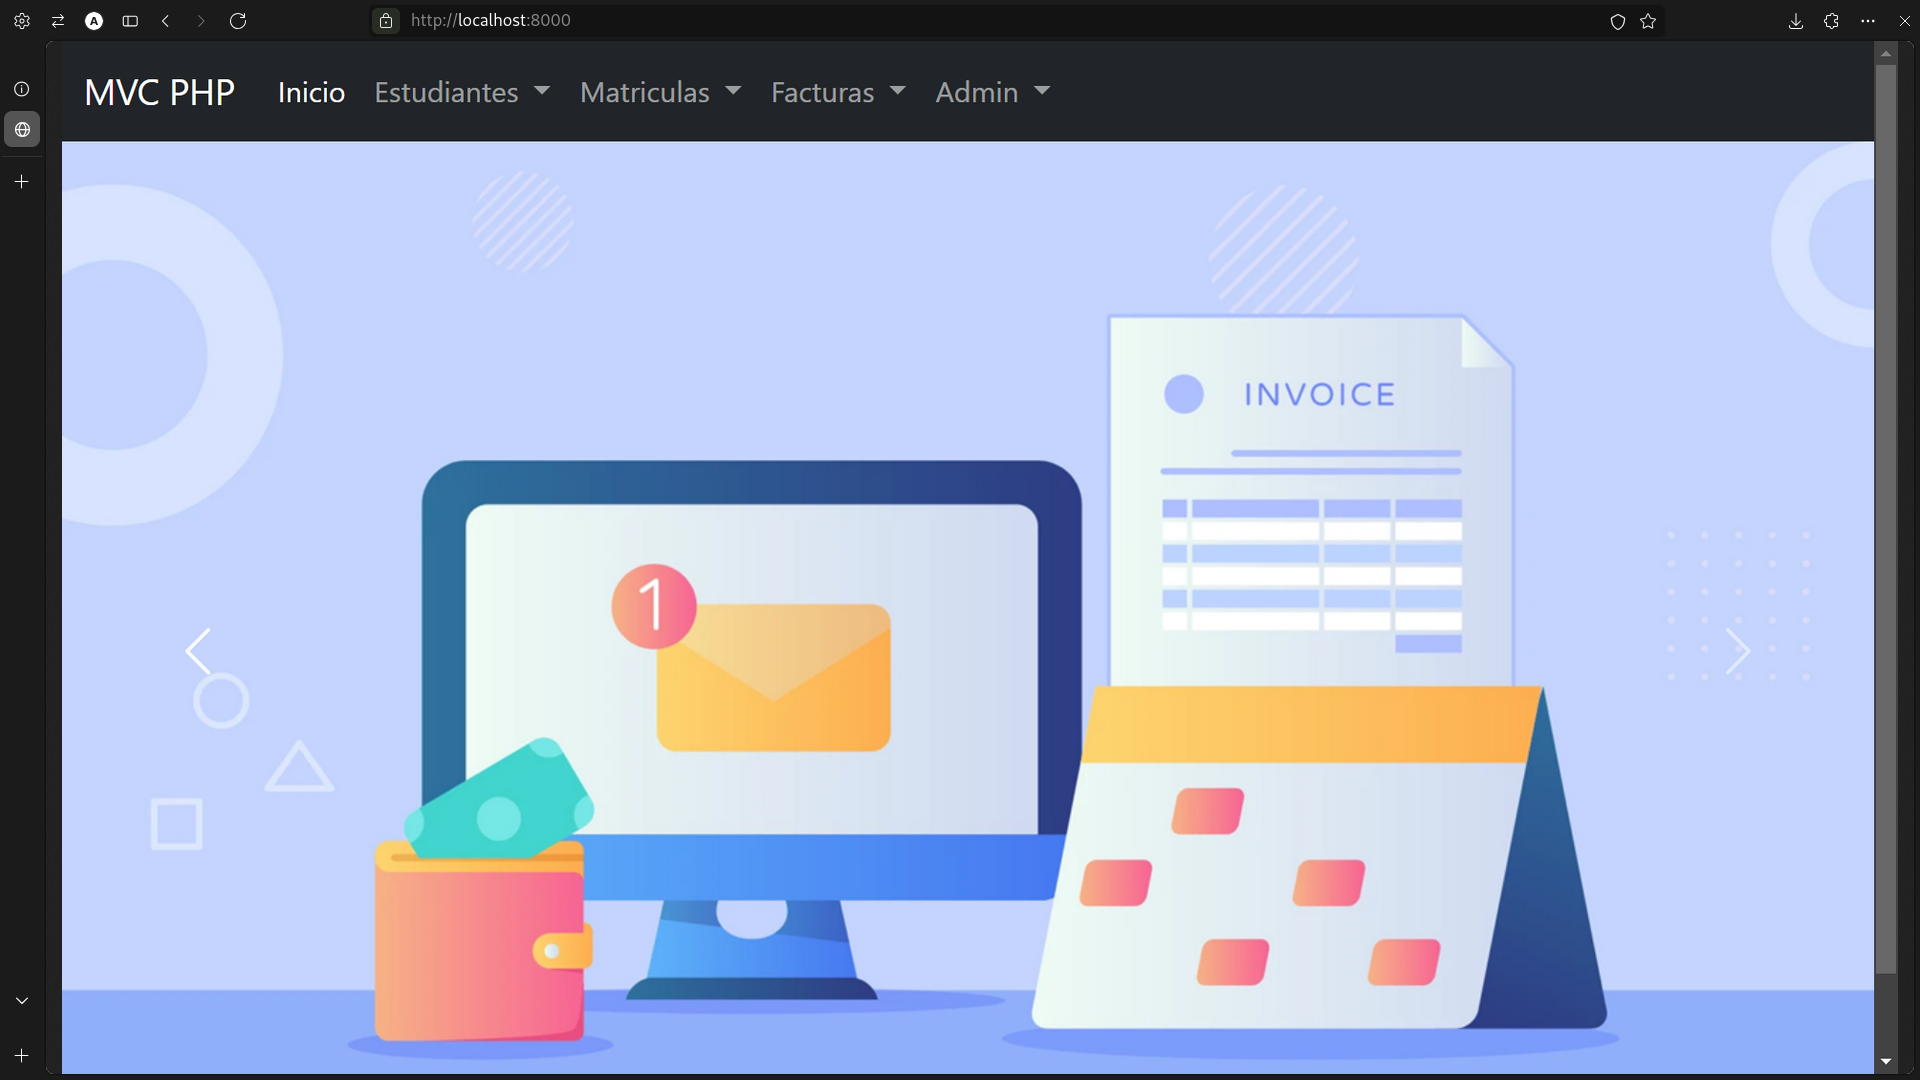 A http://localhost:8000
MVC PHP Inicio Estudiantes Matriculas Facturas Admin
INVOICE
1